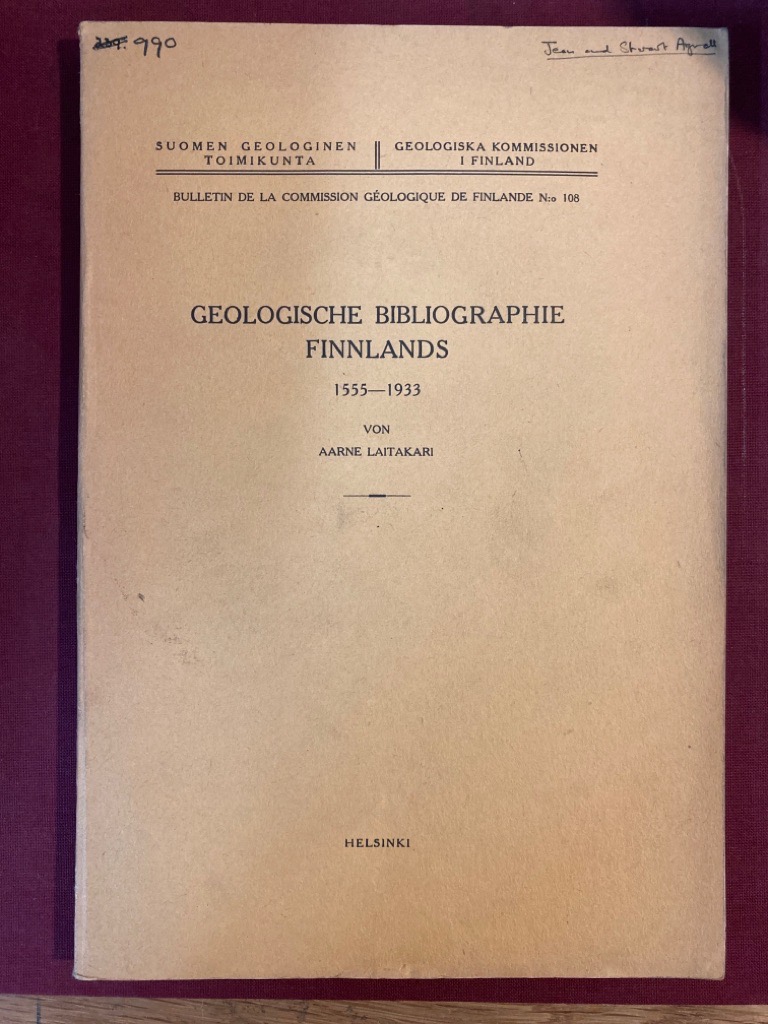 990
Jean and Stuart Agrell
SUOMEN GEOLOGINEN
TOIMIKUNTA
GEOLOGISKA KOMMISSIONEN
I FINLAND
BULLETIN DE LA COMMISSION GÉOLOGIQUE DE FINLANDE N:o 108
GEOLOGISCHE BIBLIOGRAPHIE
FINNLANDS
1555—1933
VON
AARNE LAITAKARI
HELSINKI